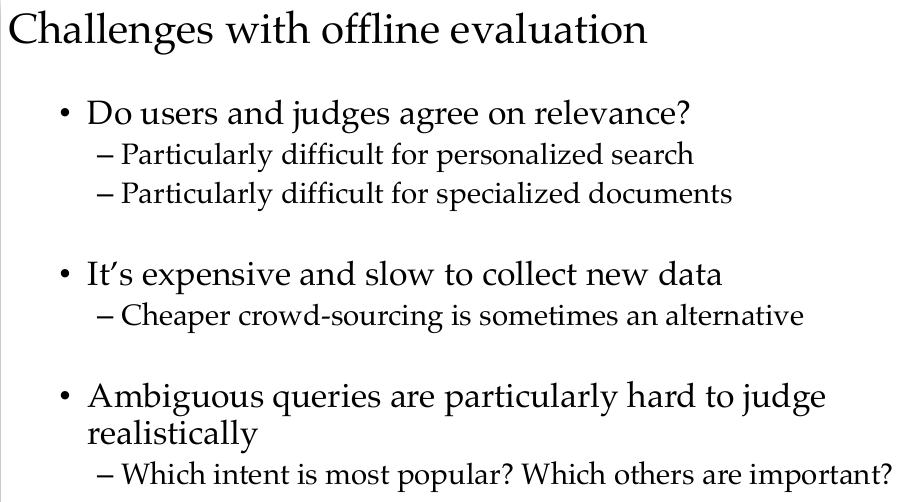 Challenges with offline evaluation
• Do users and judges agree on relevance?
– Particularly difficult for personalized search
– Particularly difficult for specialized documents
• It’s expensive and slow to collect new data
– Cheaper crowd-sourcing is sometimes an alternative
• Ambiguous queries are particularly hard to judge
realistically
– Which intent is most popular? Which others are important?